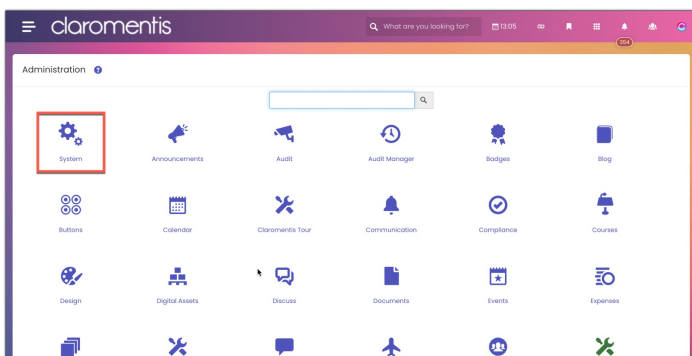 claromentis
What are you looking for?
13:05
354
Administration
System
Announcements
Audit
Audit Manager
Badges
Blog
Buttons
Calendar
Claromentis Tour
Communication
Compliance
Courses
Design
Digital Assets
Discuss
Documents
Events
Expenses